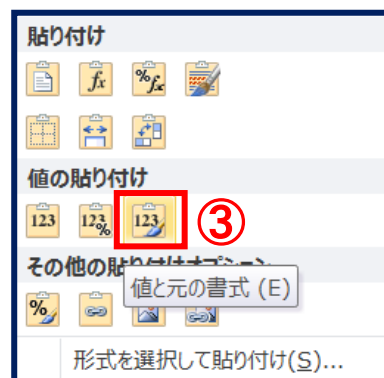 貼り付け
fx %fx
値の貼り付け
123 123% 123 ③
その他の貼り付けオプション
値と元の書式 (E)
%
形式を選択して貼り付け(S)...